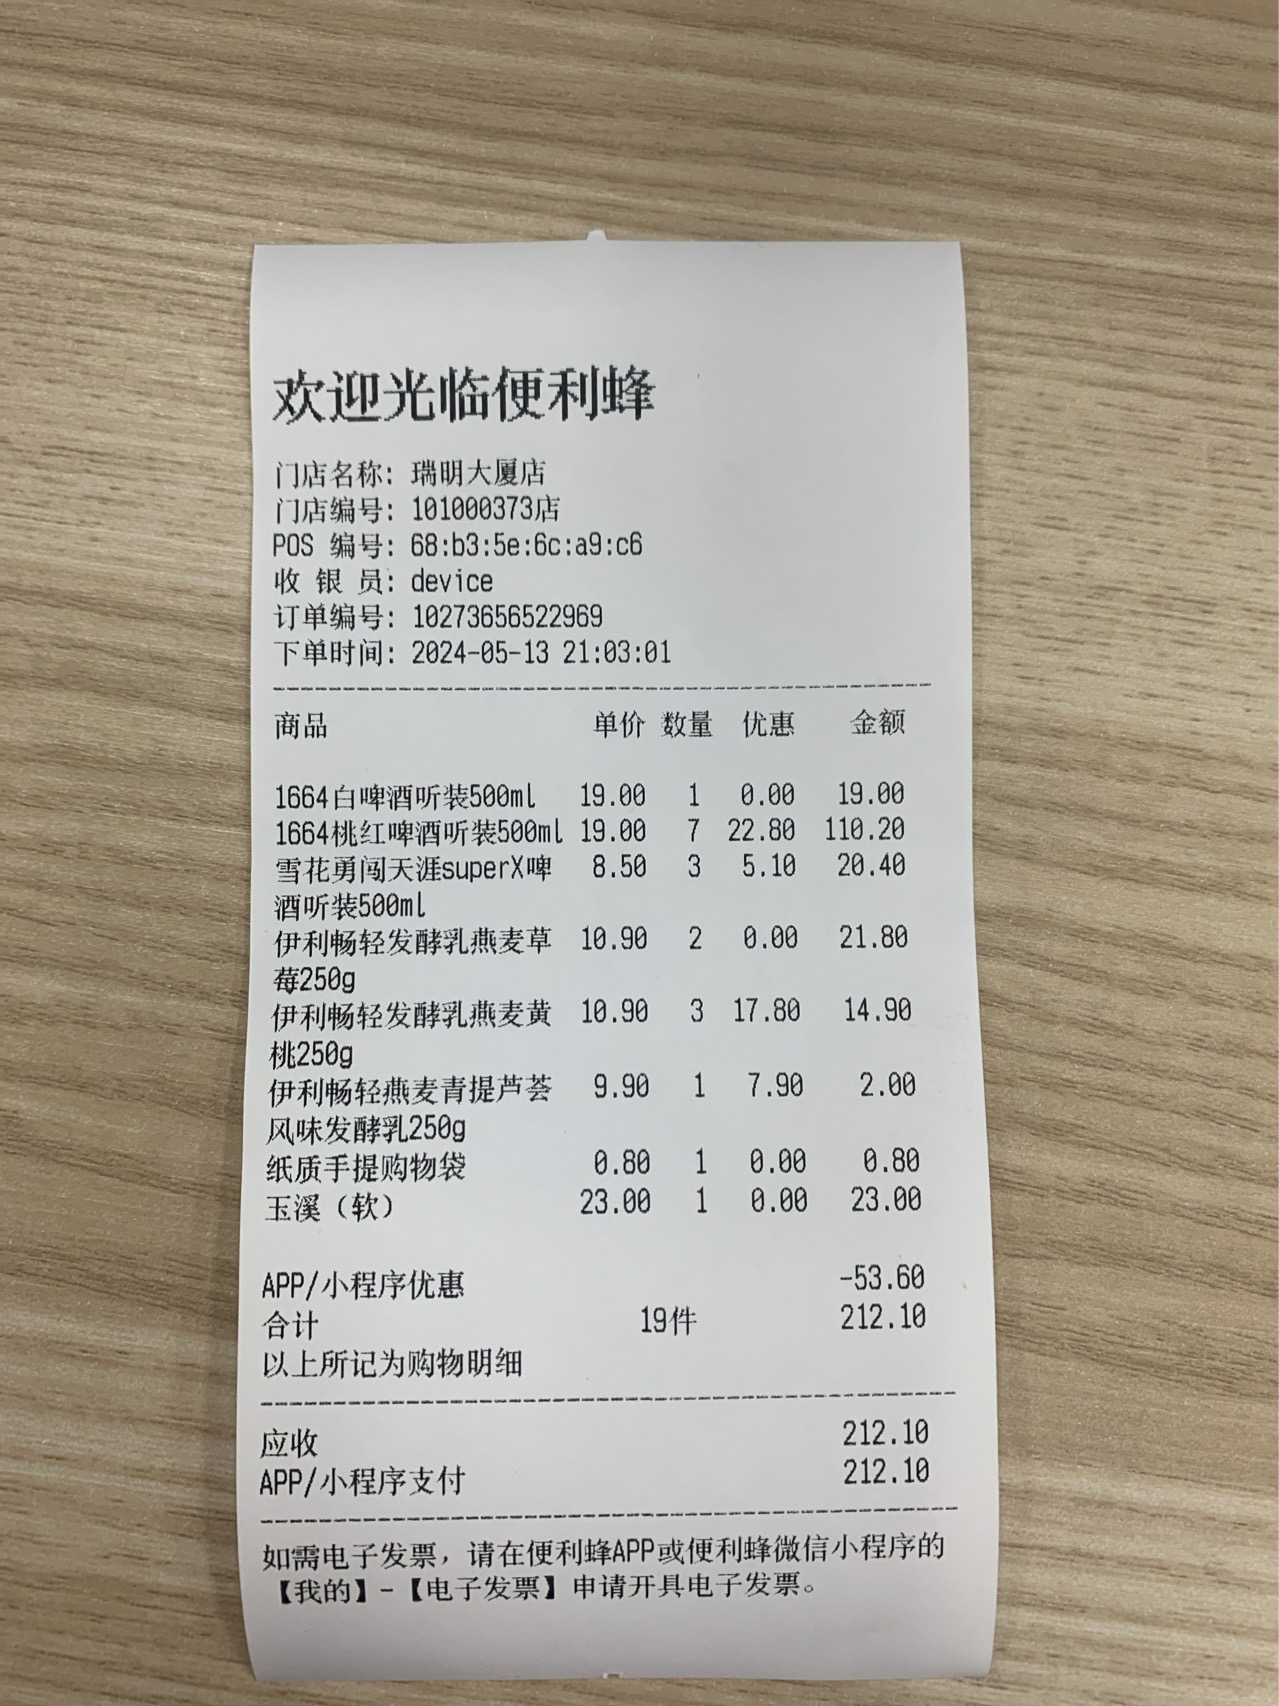 欢迎光临便利蜂
门店名称: 瑞明大厦店
门店编号: 101000373店
POS 编号: 68:b3:5e:6c:a9:c6
收 银 员: device
订单编号: 10273656522969
下单时间: 2024-05-13 21:03:01
商品 单价 数量 优惠 金额
1664白啤酒听装500ml 19.00 1 0.00 19.00
1664桃红啤酒听装500ml 19.00 7 22.80 110.20
雪花勇闯天涯superX啤 8.50 3 5.10 20.40
酒听装500ml
伊利畅轻发酵乳燕麦草 10.90 2 0.00 21.80
莓250g
伊利畅轻发酵乳燕麦黄 10.90 3 17.80 14.90
桃250g
伊利畅轻燕麦青提芦荟 9.90 1 7.90 2.00
风味发酵乳250g
纸质手提购物袋 0.80 1 0.00 0.80
玉溪（软） 23.00 1 0.00 23.00
APP/小程序优惠 -53.60
合计 19件 212.10
以上所记为购物明细
应收 212.10
APP/小程序支付 212.10
如需电子发票，请在便利蜂APP或便利蜂微信小程序的
【我的】-【电子发票】申请开具电子发票。